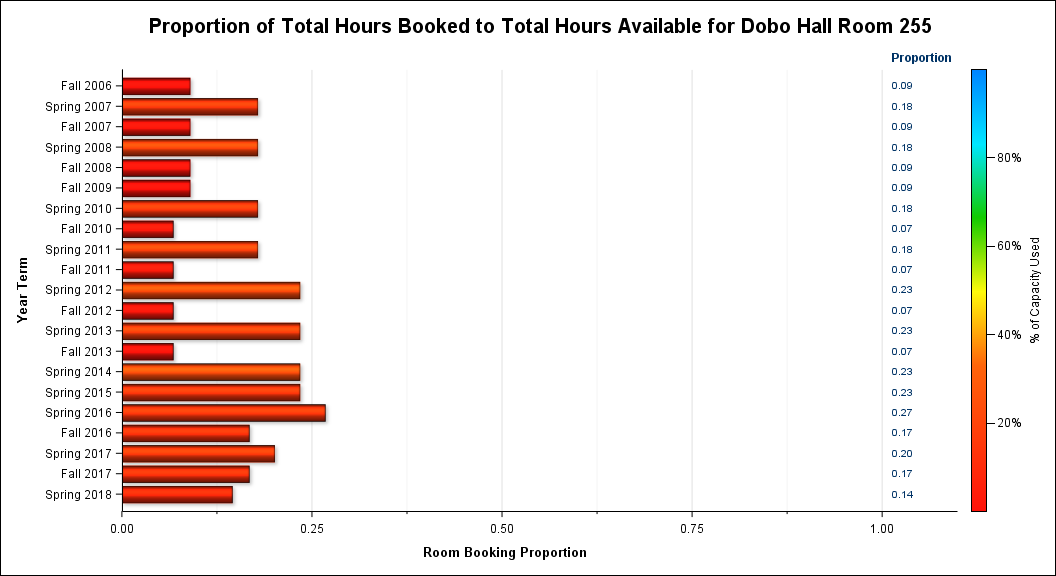 Proportion of Total Hours Booked to Total Hours Available for Dobo Hall Room 255
Proportion
Fall 2006 0.09
Spring 2007 0.18
Fall 2007 0.09
Spring 2008 0.18
Fall 2008 0.09
Fall 2009 0.09
Spring 2010 0.18
Fall 2010 0.07
Spring 2011 0.18
Fall 2011 0.07
Spring 2012 0.23
Fall 2012 0.07
Spring 2013 0.23
Fall 2013 0.07
Spring 2014 0.23
Spring 2015 0.23
Spring 2016 0.27
Fall 2016 0.17
Spring 2017 0.20
Fall 2017 0.17
Spring 2018 0.14
Year Term
0.00 0.25 0.50 0.75 1.00
Room Booking Proportion
80%
60%
40%
20%
% of Capacity Used